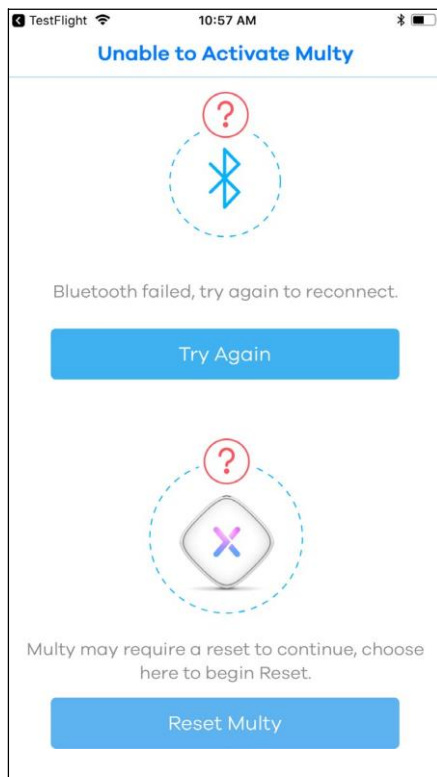 TestFlight 10:57 AM
Unable to Activate Multy
?
Bluetooth failed, try again to reconnect.
Try Again
?
X
Multy may require a reset to continue, choose
here to begin Reset.
Reset Multy